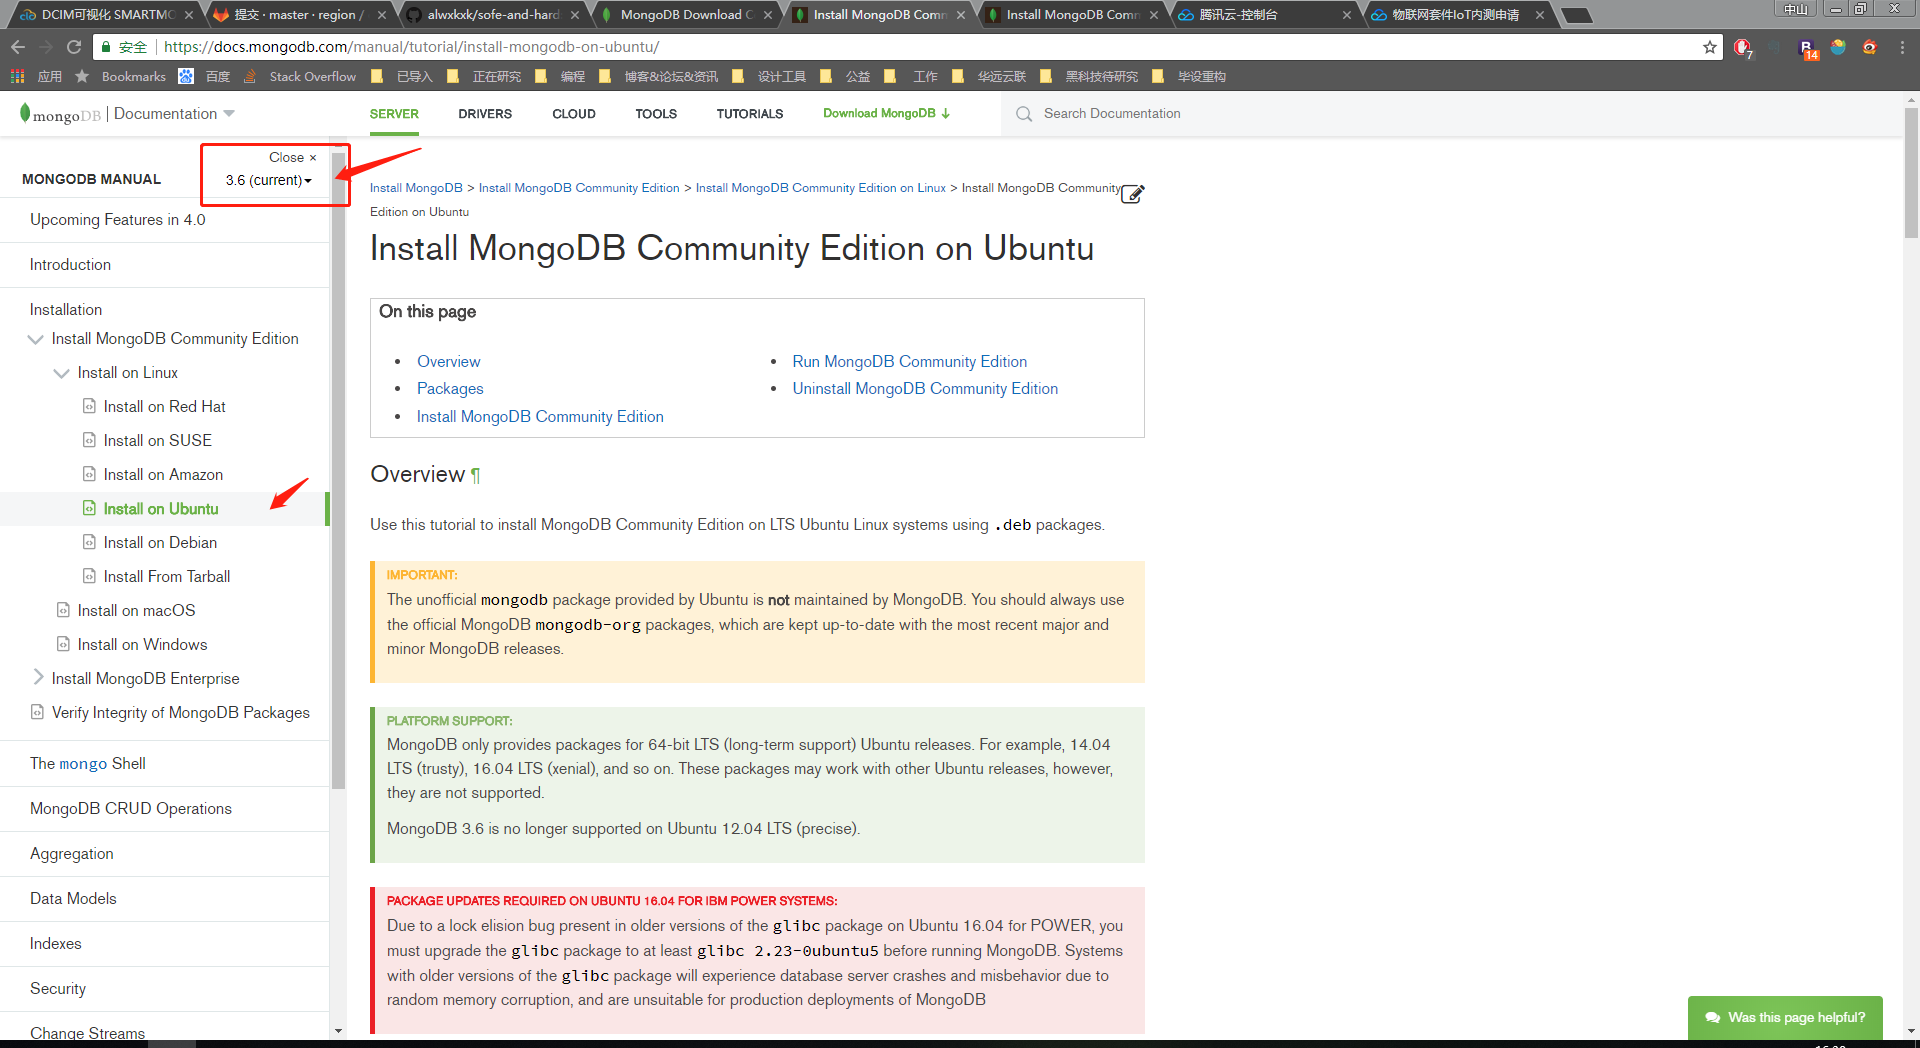 DCIM可视化 SMARTMO
提交 · master · region /
alwxkxk/sofe-and-hard
MongoDB Download C
Install MongoDB Comm
Install MongoDB Comm
腾讯云-控制台
物联网套件IoT内测申请
中山
安全
https://docs.mongodb.com/manual/tutorial/install-mongodb-on-ubuntu/
7
14
应用
Bookmarks
百度
Stack Overflow
已导入
正在研究
编程
博客&论坛&资讯
设计工具
公益
工作
华远云联
黑科技待研究
毕设重构
mongoDB | Documentation
SERVER
DRIVERS
CLOUD
TOOLS
TUTORIALS
Download MongoDB
Search Documentation
Close ×
MONGODB MANUAL
3.6 (current)
Upcoming Features in 4.0
Introduction
Installation
Install MongoDB Community Edition
Install on Linux
Install on Red Hat
Install on SUSE
Install on Amazon
Install on Ubuntu
Install on Debian
Install From Tarball
Install on macOS
Install on Windows
Install MongoDB Enterprise
Verify Integrity of MongoDB Packages
The mongo Shell
MongoDB CRUD Operations
Aggregation
Data Models
Indexes
Security
Change Streams
Install MongoDB > Install MongoDB Community Edition > Install MongoDB Community Edition on Linux > Install MongoDB Community
Edition on Ubuntu
Install MongoDB Community Edition on Ubuntu
On this page
• Overview
• Packages
• Install MongoDB Community Edition
• Run MongoDB Community Edition
• Uninstall MongoDB Community Edition
Overview ¶
Use this tutorial to install MongoDB Community Edition on LTS Ubuntu Linux systems using .deb packages.
IMPORTANT:
The unofficial mongodb package provided by Ubuntu is not maintained by MongoDB. You should always use
the official MongoDB mongodb-org packages, which are kept up-to-date with the most recent major and
minor MongoDB releases.
PLATFORM SUPPORT:
MongoDB only provides packages for 64-bit LTS (long-term support) Ubuntu releases. For example, 14.04
LTS (trusty), 16.04 LTS (xenial), and so on. These packages may work with other Ubuntu releases, however,
they are not supported.
MongoDB 3.6 is no longer supported on Ubuntu 12.04 LTS (precise).
PACKAGE UPDATES REQUIRED ON UBUNTU 16.04 FOR IBM POWER SYSTEMS:
Due to a lock elision bug present in older versions of the glibc package on Ubuntu 16.04 for POWER, you
must upgrade the glibc package to at least glibc 2.23-0ubuntu5 before running MongoDB. Systems
with older versions of the glibc package will experience database server crashes and misbehavior due to
random memory corruption, and are unsuitable for production deployments of MongoDB
Was this page helpful?